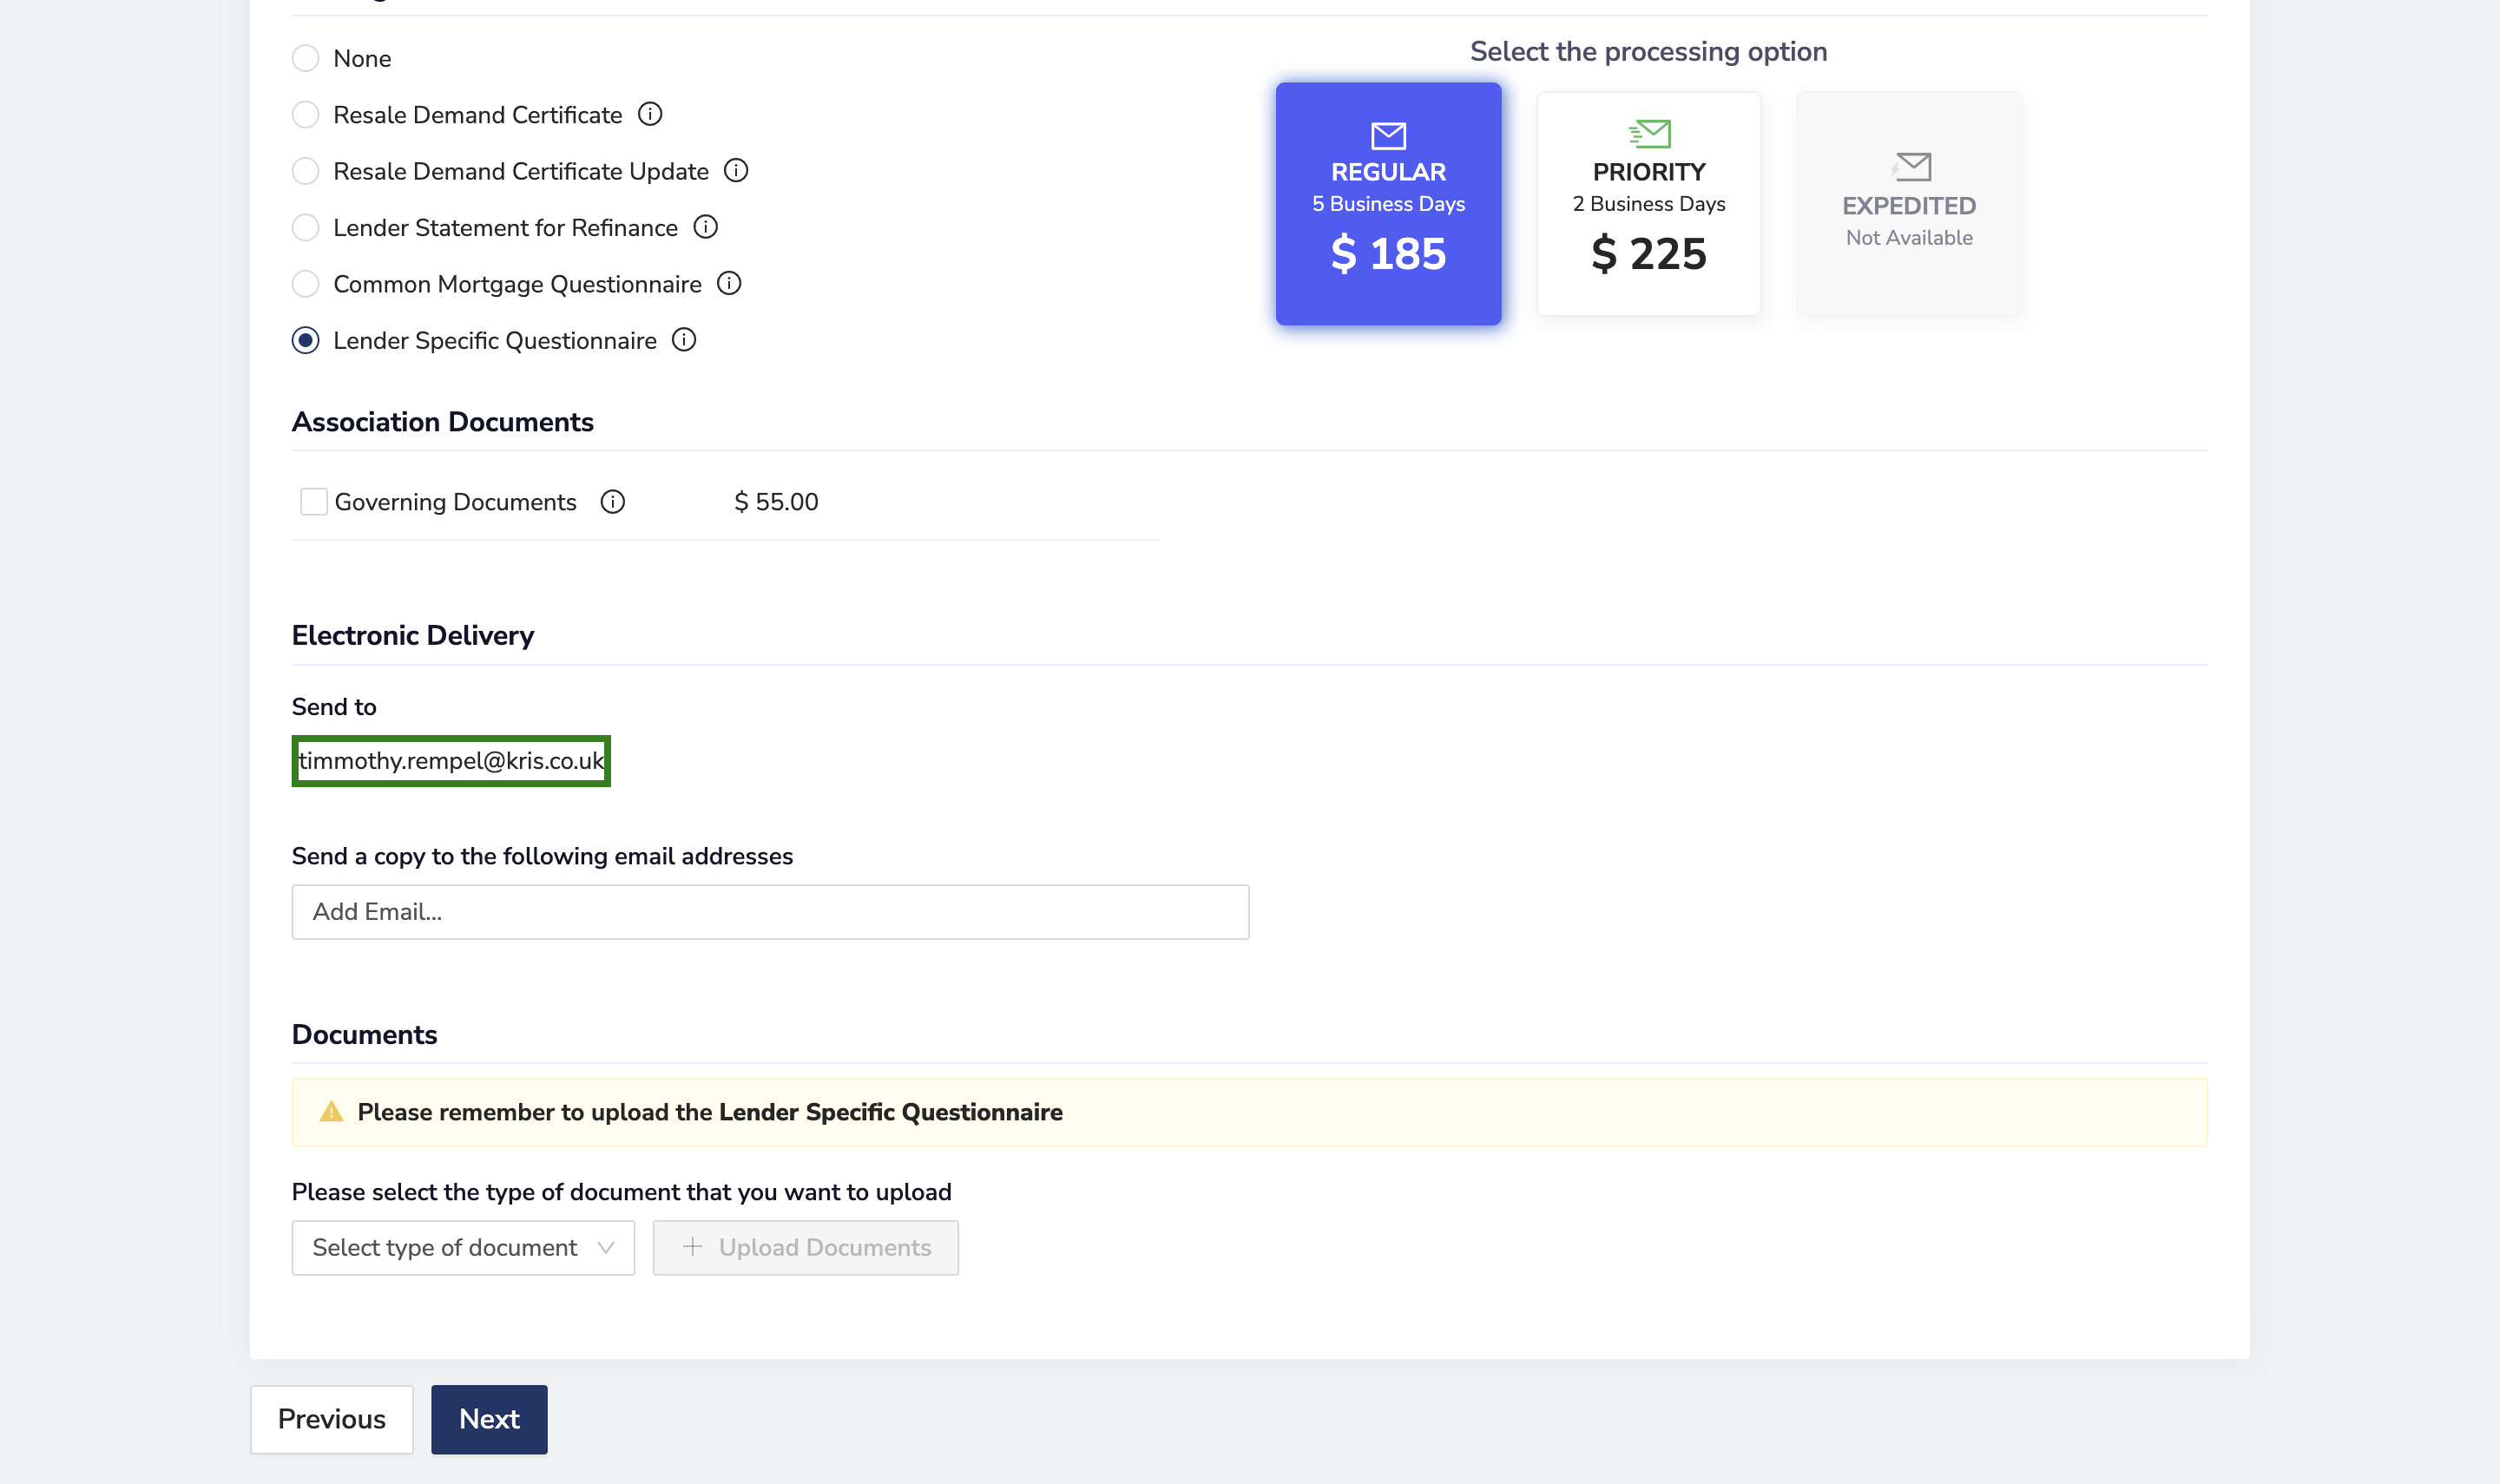 None
Resale Demand Certificate
Resale Demand Certificate Update
Lender Statement for Refinance
Common Mortgage Questionnaire
Lender Specific Questionnaire
Select the processing option
REGULAR
5 Business Days
$ 185
PRIORITY
2 Business Days
$ 225
EXPEDITED
Not Available
Association Documents
Governing Documents
$ 55.00
Electronic Delivery
Send to
timmothy.rempel@kris.co.uk
Send a copy to the following email addresses
Add Email...
Documents
Please remember to upload the Lender Specific Questionnaire
Please select the type of document that you want to upload
Select type of document
Upload Documents
Previous
Next